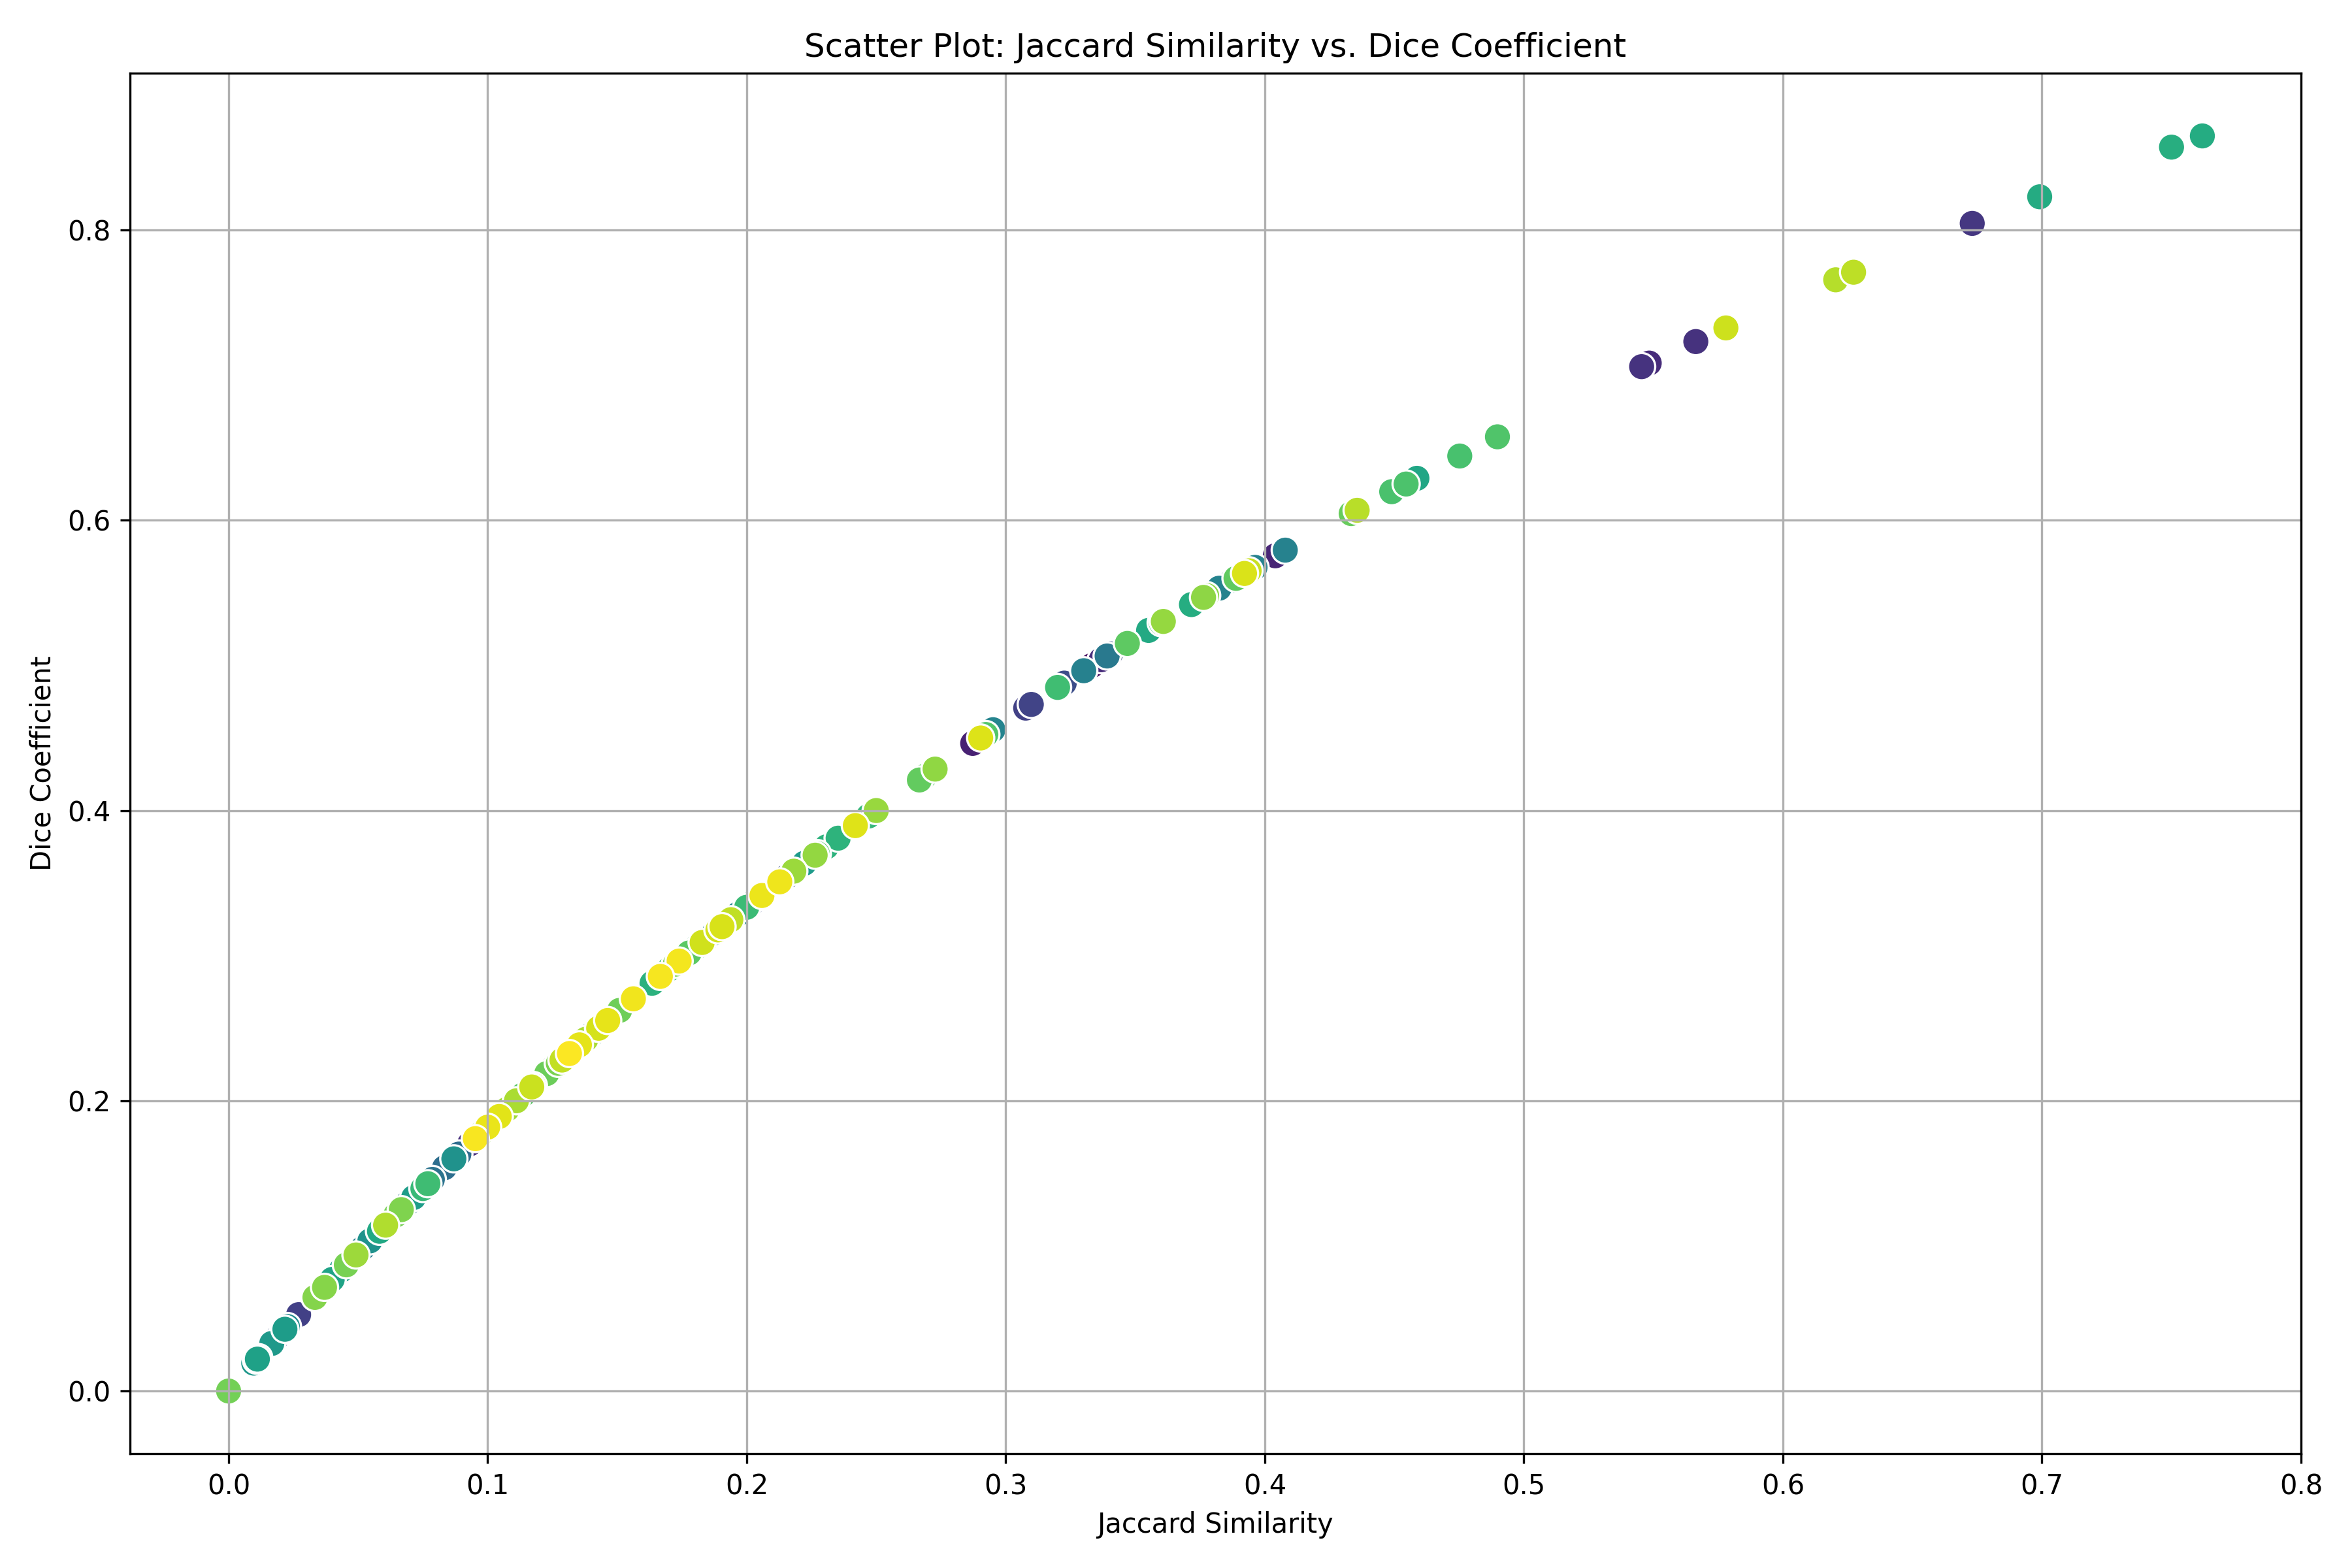 Scatter Plot: Jaccard Similarity vs. Dice Coefficient
Dice Coefficient
0.8
0.6
0.4
0.2
0.0
0.0 0.1 0.2 0.3 0.4 0.5 0.6 0.7 0.8
Jaccard Similarity